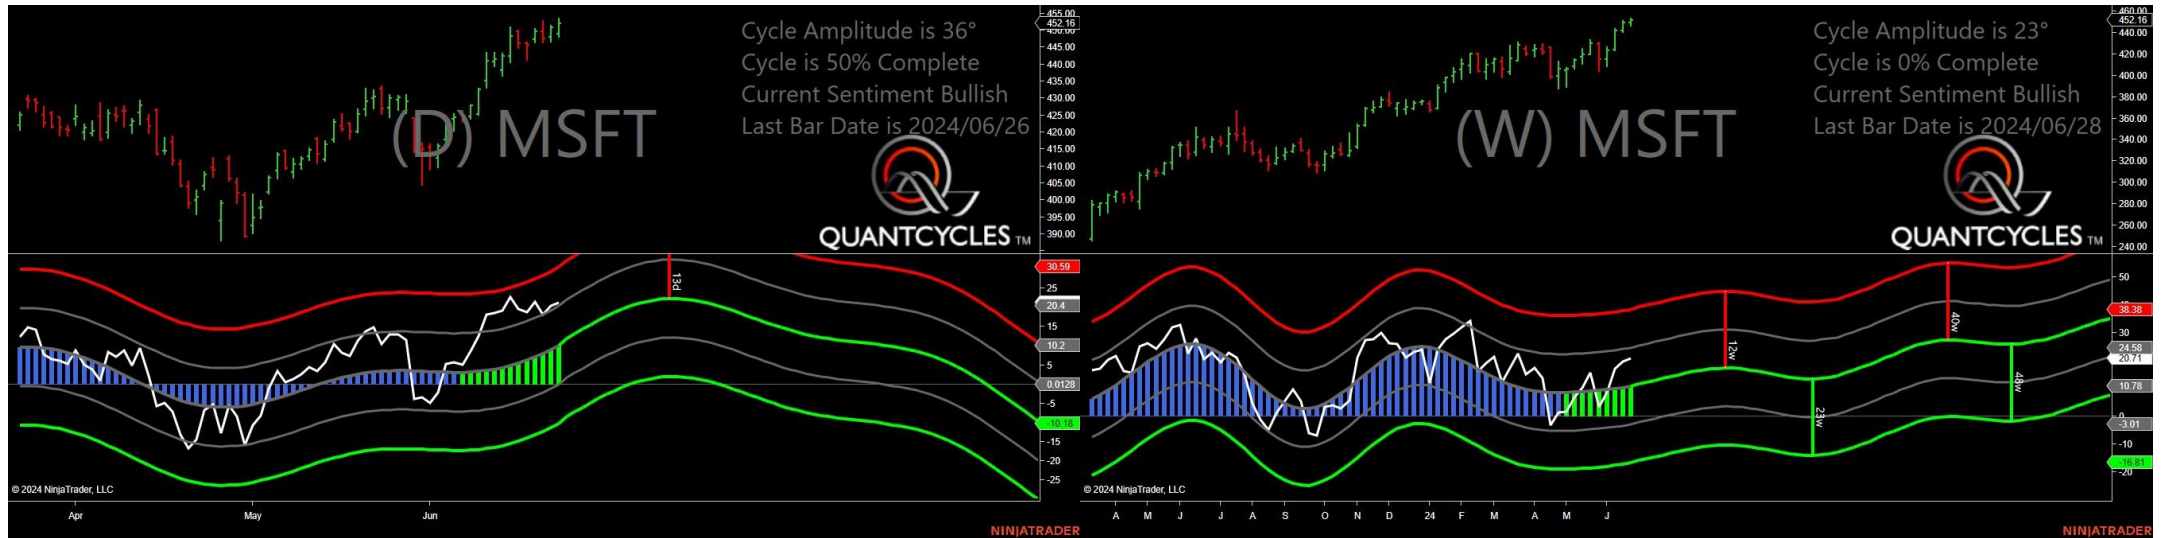 Cycle Amplitude is 36°
Cycle is 50% Complete
Current Sentiment Bullish
Last Bar Date is 2024/06/26
(D) MSFT
QUANTCYCLES TM
455.00
452.16
450.00
445.00
440.00
435.00
430.00
425.00
420.00
415.00
410.00
405.00
400.00
395.00
390.00
13d
30.59
25
20.4
15
10.2
5
0.0128
-5
-10.18
-15
-20
-25
© 2024 NinjaTrader, LLC
Apr May Jun
NINJATRADER
Cycle Amplitude is 23°
Cycle is 0% Complete
Current Sentiment Bullish
Last Bar Date is 2024/06/28
(W) MSFT
QUANTCYCLES TM
460.00
452.16
440.00
420.00
400.00
380.00
360.00
340.00
320.00
300.00
280.00
260.00
240.00
12w
23w
40w
48w
50
38.38
30
24.58
20.71
10.78
0
-3.01
-10
-16.81
-20
© 2024 NinjaTrader, LLC
A M J J A S O N D 24 F M A M J
NINJATRADER